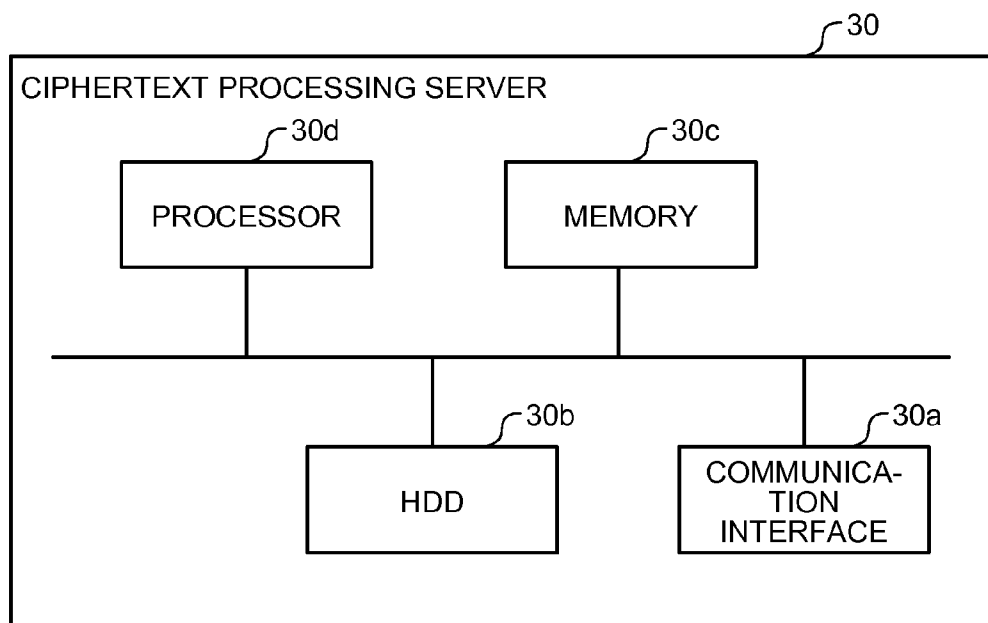 30
CIPHERTEXT PROCESSING SERVER
30d
30c
PROCESSOR
MEMORY
30b
30a
HDD
COMMUNICA-
TION
INTERFACE